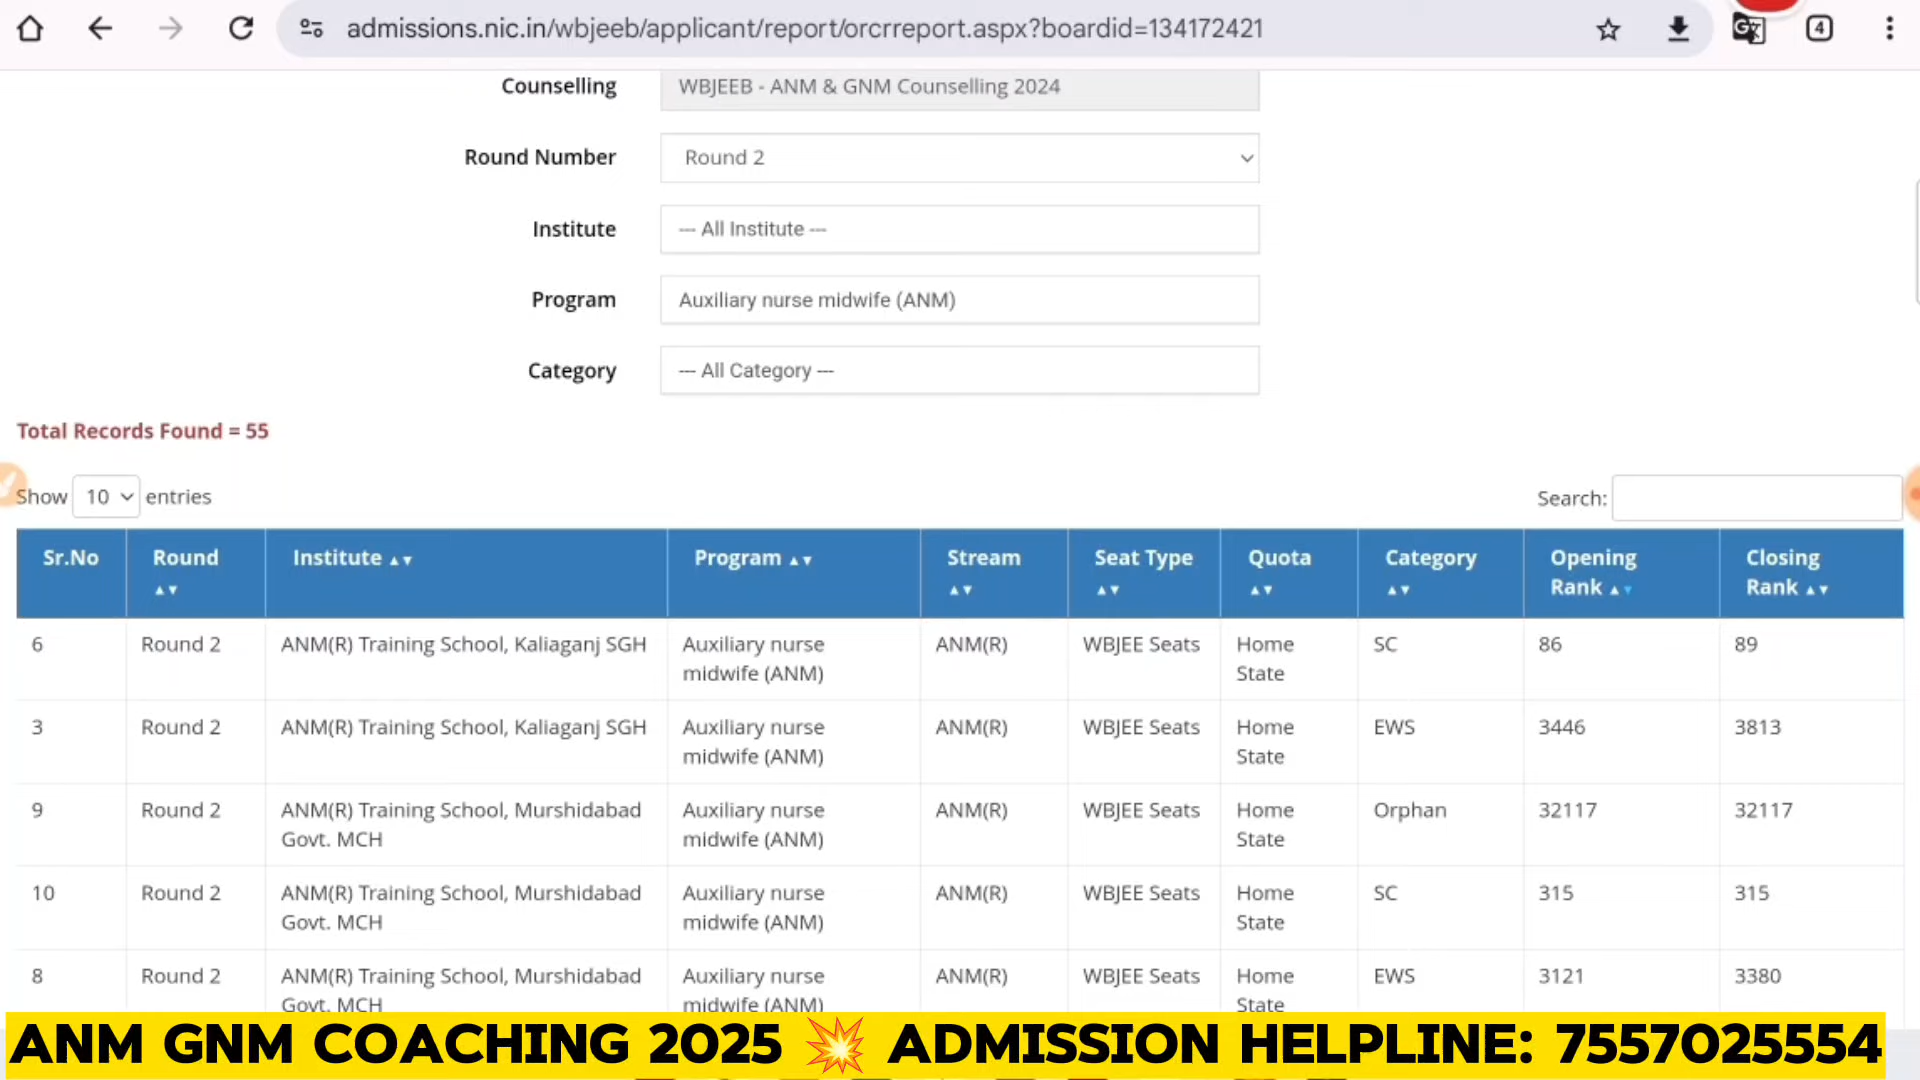 admissions.nic.in/wbjeeb/applicant/report/orcrreport.aspx?boardid=134172421
4
Counselling WBJEEB - ANM & GNM Counselling 2024
Round Number Round 2
Institute --- All Institute ---
Program Auxiliary nurse midwife (ANM)
Category --- All Category ---
Total Records Found = 55
Show 10 entries Search:
Sr.No Round Institute Program Stream Seat Type Quota Category Opening Rank Closing Rank
6 Round 2 ANM(R) Training School, Kaliaganj SGH Auxiliary nurse midwife (ANM) ANM(R) WBJEE Seats Home State SC 86 89
3 Round 2 ANM(R) Training School, Kaliaganj SGH Auxiliary nurse midwife (ANM) ANM(R) WBJEE Seats Home State EWS 3446 3813
9 Round 2 ANM(R) Training School, Murshidabad Govt. MCH Auxiliary nurse midwife (ANM) ANM(R) WBJEE Seats Home State Orphan 32117 32117
10 Round 2 ANM(R) Training School, Murshidabad Govt. MCH Auxiliary nurse midwife (ANM) ANM(R) WBJEE Seats Home State SC 315 315
8 Round 2 ANM(R) Training School, Murshidabad Govt. MCH Auxiliary nurse midwife (ANM) ANM(R) WBJEE Seats Home State EWS 3121 3380
ANM GNM COACHING 2025 💥 ADMISSION HELPLINE: 7557025554